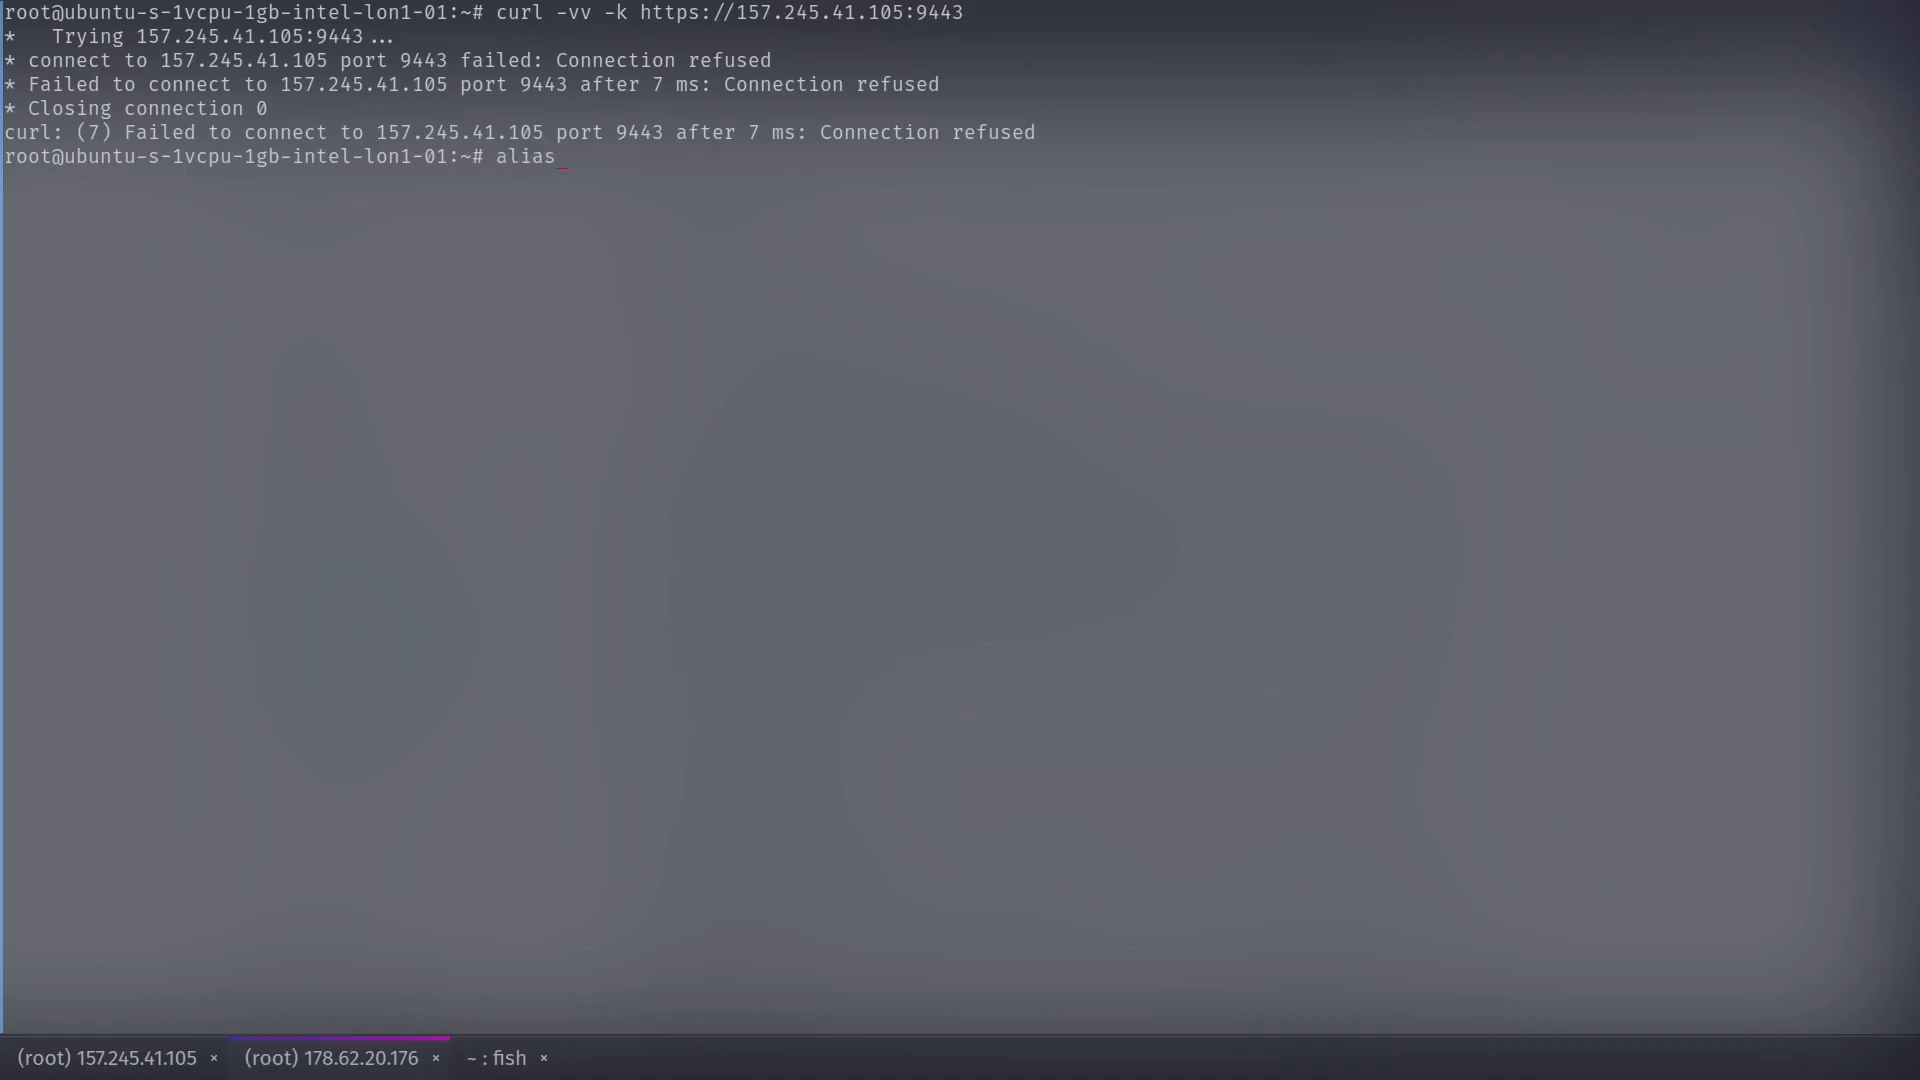 root@ubuntu-s-1vcpu-1gb-intel-lon1-01:~# curl -vv -k https://157.245.41.105:9443
*   Trying 157.245.41.105:9443...
* connect to 157.245.41.105 port 9443 failed: Connection refused
* Failed to connect to 157.245.41.105 port 9443 after 7 ms: Connection refused
* Closing connection 0
curl: (7) Failed to connect to 157.245.41.105 port 9443 after 7 ms: Connection refused
root@ubuntu-s-1vcpu-1gb-intel-lon1-01:~# alias_
(root) 157.245.41.105 × (root) 178.62.20.176 × ~ : fish ×